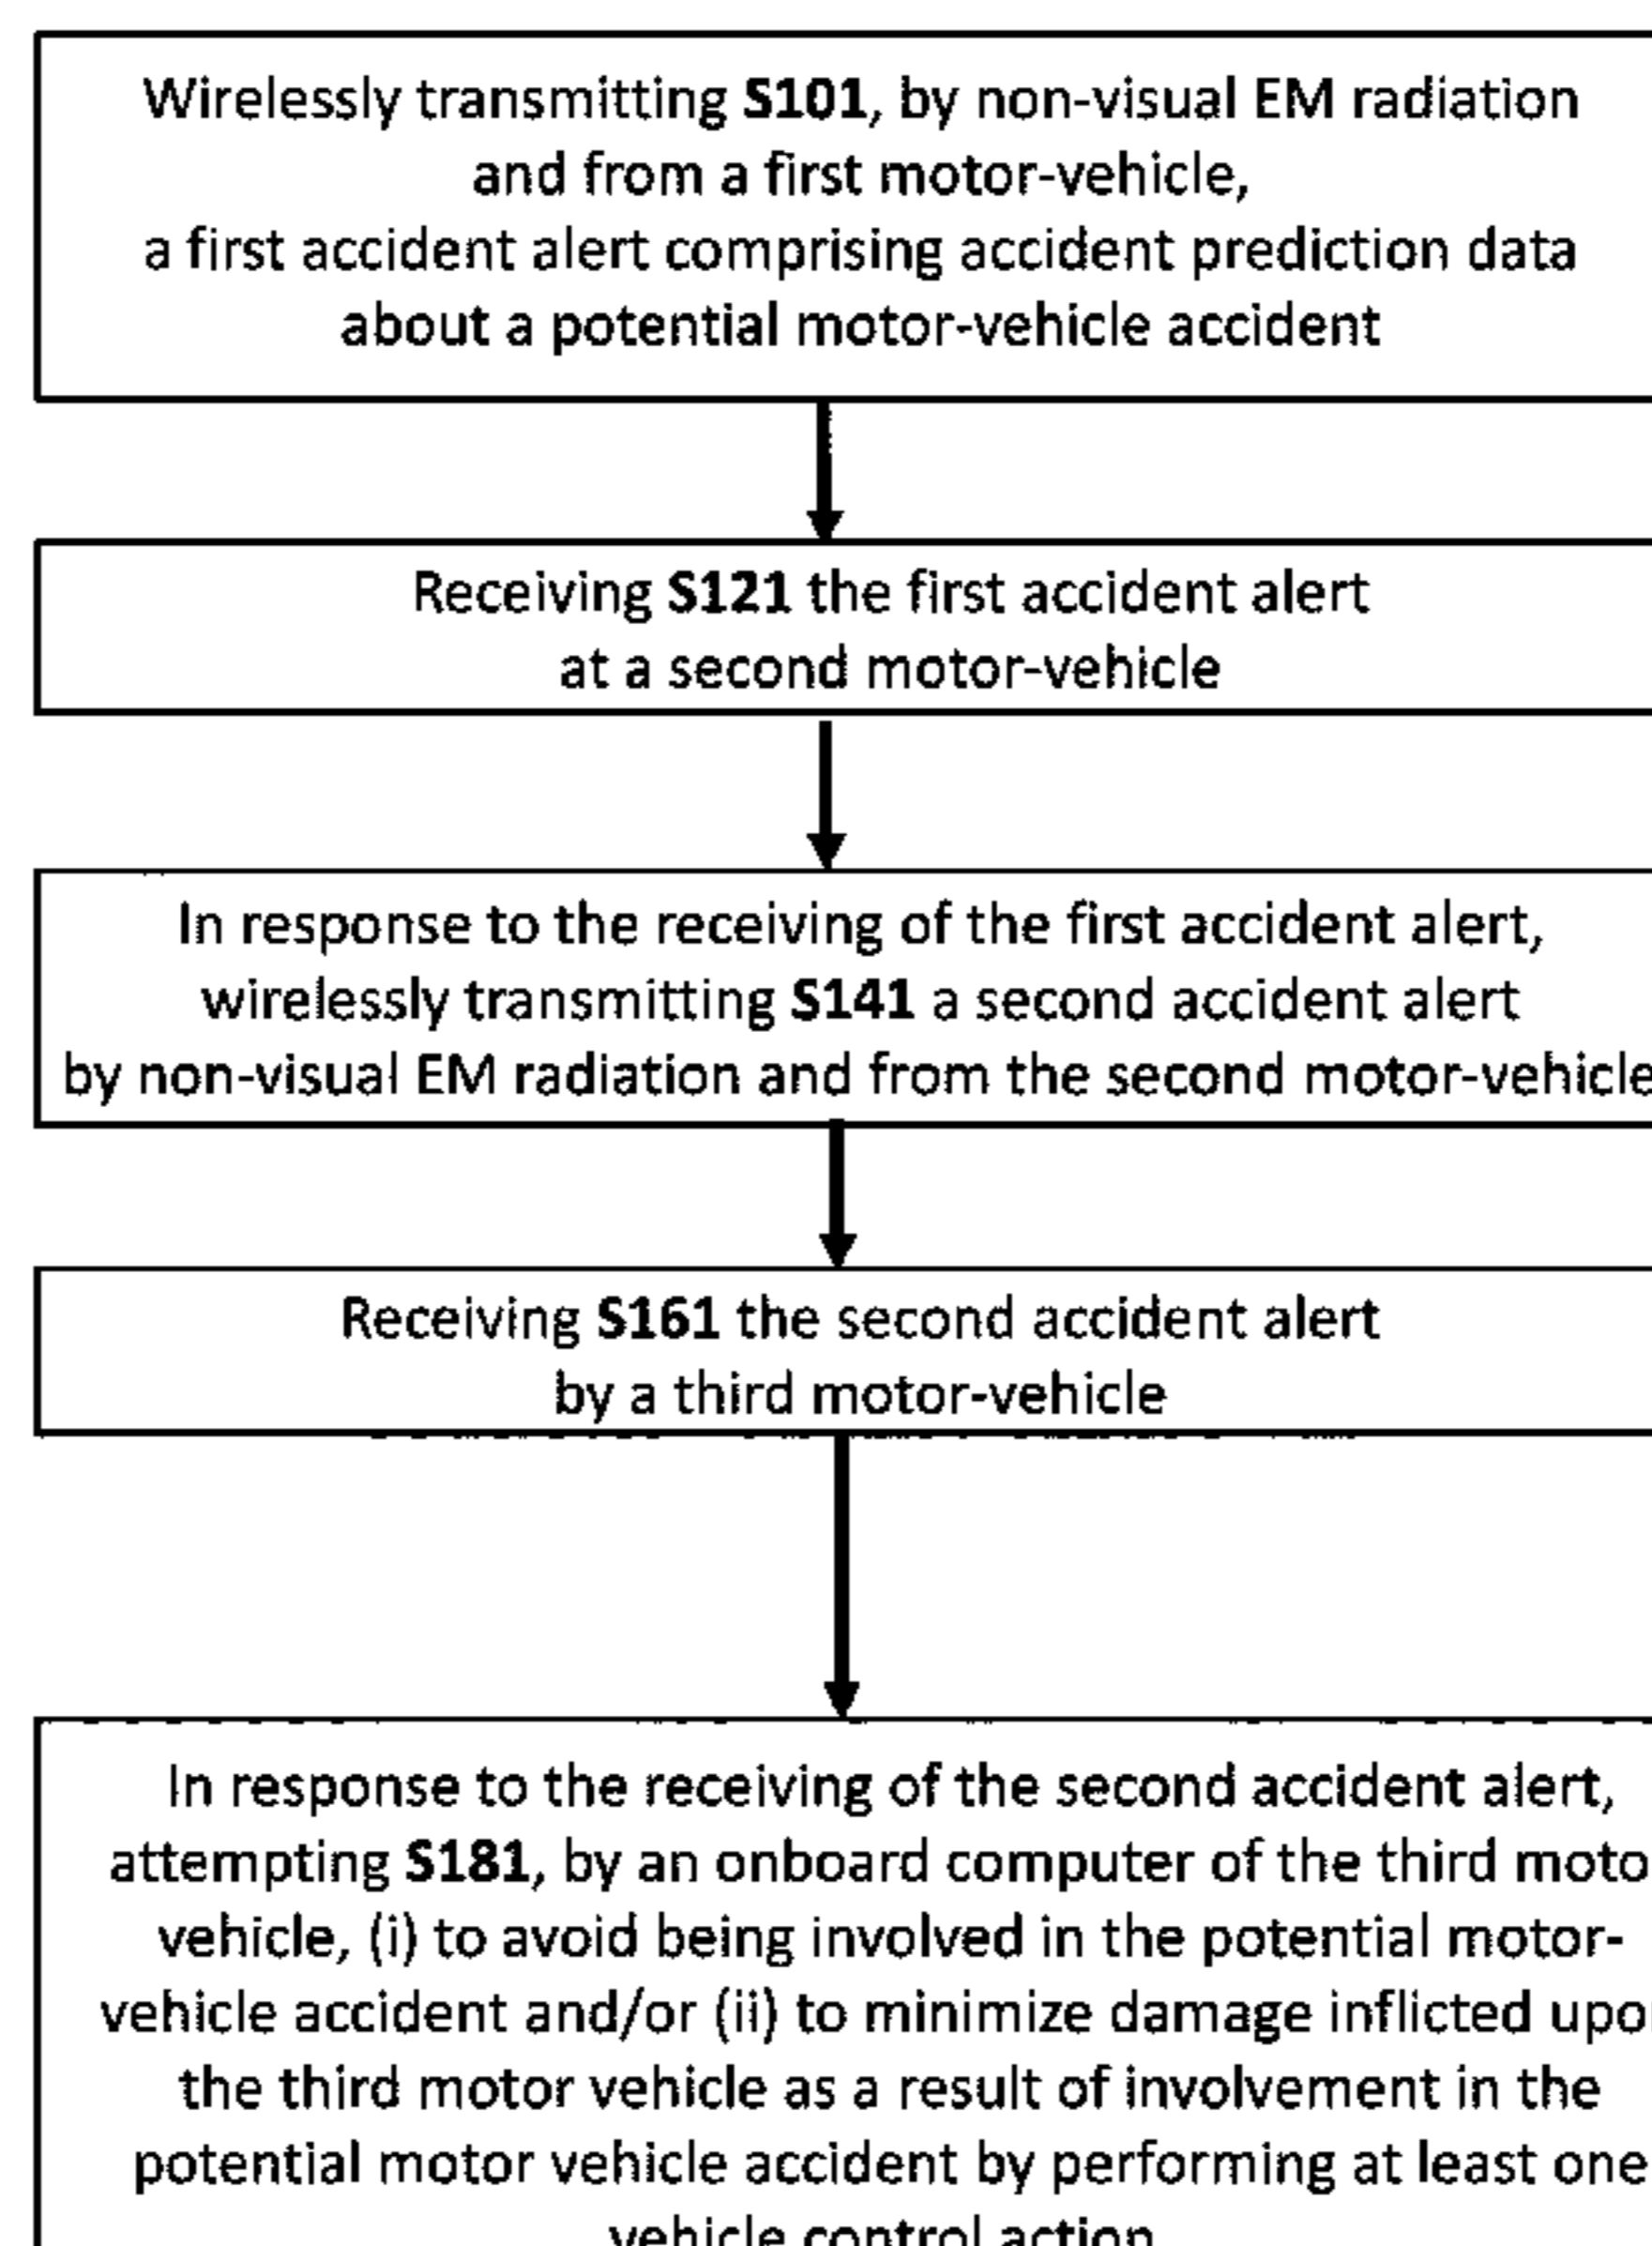 Wirelessly transmitting S101, by non-visual EM radiation
and from a first motor-vehicle,
a first accident alert comprising accident prediction data
about a potential motor-vehicle accident
Receiving S121 the first accident alert
at a second motor-vehicle
In response to the receiving of the first accident alert,
wirelessly transmitting S141 a second accident alert
by non-visual EM radiation and from the second motor-vehicle
Receiving S161 the second accident alert
by a third motor-vehicle
In response to the receiving of the second accident alert,
attempting S181, by an onboard computer of the third moto
vehicle, (i) to avoid being involved in the potential motor-
vehicle accident and/or (ii) to minimize damage inflicted upo
the third motor vehicle as a result of involvement in the
potential motor vehicle accident by performing at least one
vehicle control action